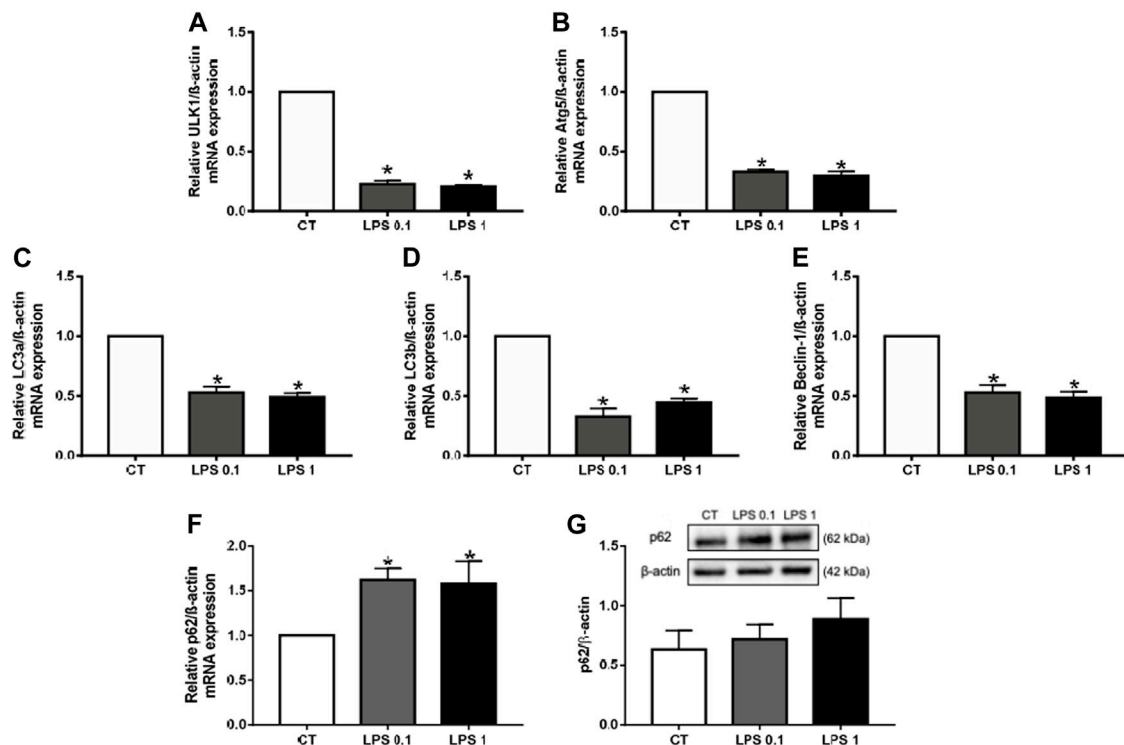 A
Relative ULK1/ß-actin
mRNA expression
1.5
1.0
0.5
0.0
*
*
CT
LPS 0.1
LPS 1
B
Relative Atg5/ß-actin
mRNA expression
1.5
1.0
0.5
0.0
*
*
CT
LPS 0.1
LPS 1
C
Relative LC3a/ß-actin
mRNA expression
1.5
1.0
0.5
0.0
*
*
CT
LPS 0.1
LPS 1
D
Relative LC3b/ß-actin
mRNA expression
1.5
1.0
0.5
0.0
*
*
CT
LPS 0.1
LPS 1
E
Relative Beclin-1/ß-actin
mRNA expression
1.5
1.0
0.5
0.0
*
*
CT
LPS 0.1
LPS 1
F
Relative p62/ß-actin
mRNA expression
2.0
1.5
1.0
0.5
0.0
*
*
CT
LPS 0.1
LPS 1
G
CT LPS 0.1 LPS 1
p62 (62 kDa)
β-actin (42 kDa)
p62/β-actin
1.5
1.0
0.5
0.0
CT
LPS 0.1
LPS 1